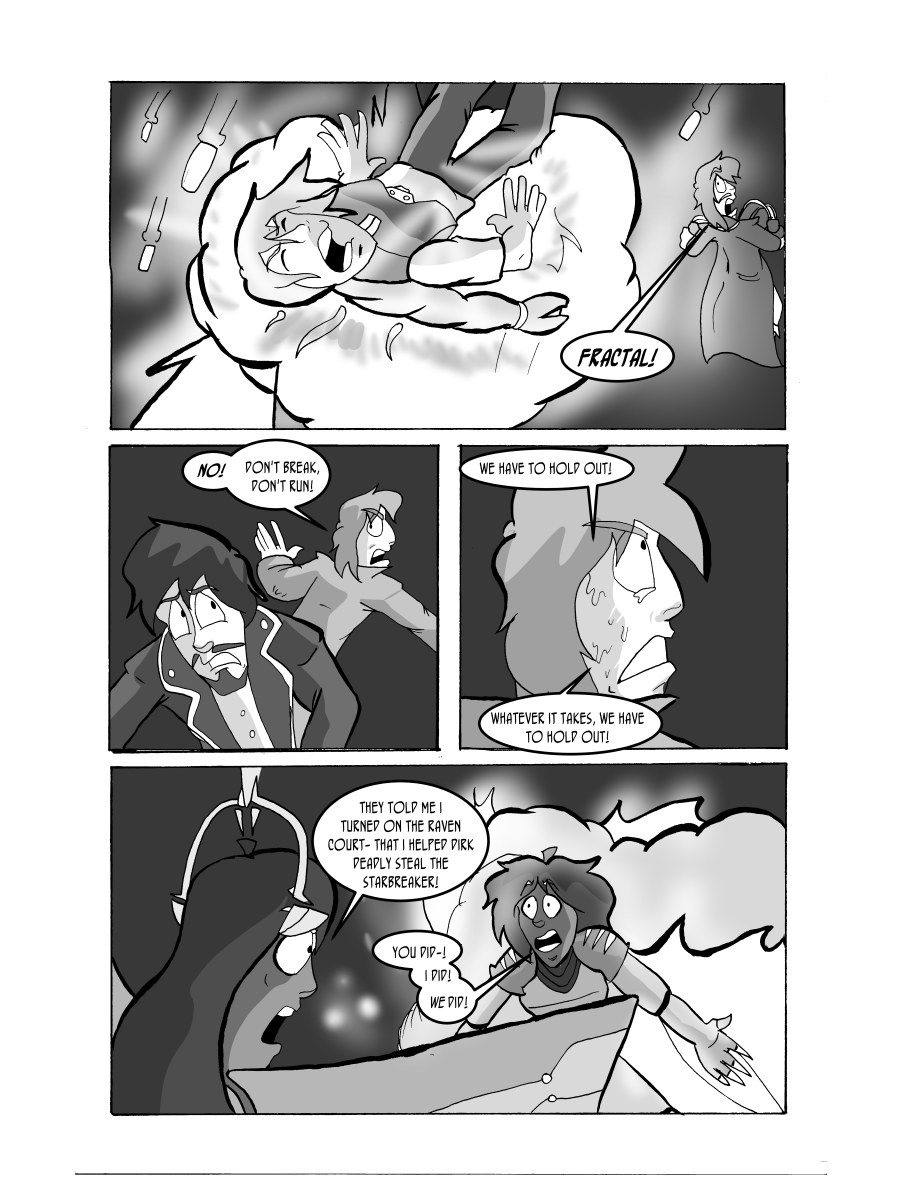 FRACTAL!
NO!
DON'T BREAK,
DON'T RUN!
WE HAVE TO HOLD OUT!
WHATEVER IT TAKES, WE HAVE
TO HOLD OUT!
THEY TOLD ME I
TURNED ON THE RAVEN
COURT- THAT I HELPED DIRK
DEADLY STEAL THE
STARBREAKER!
YOU DID-!
I DID!
WE DID!